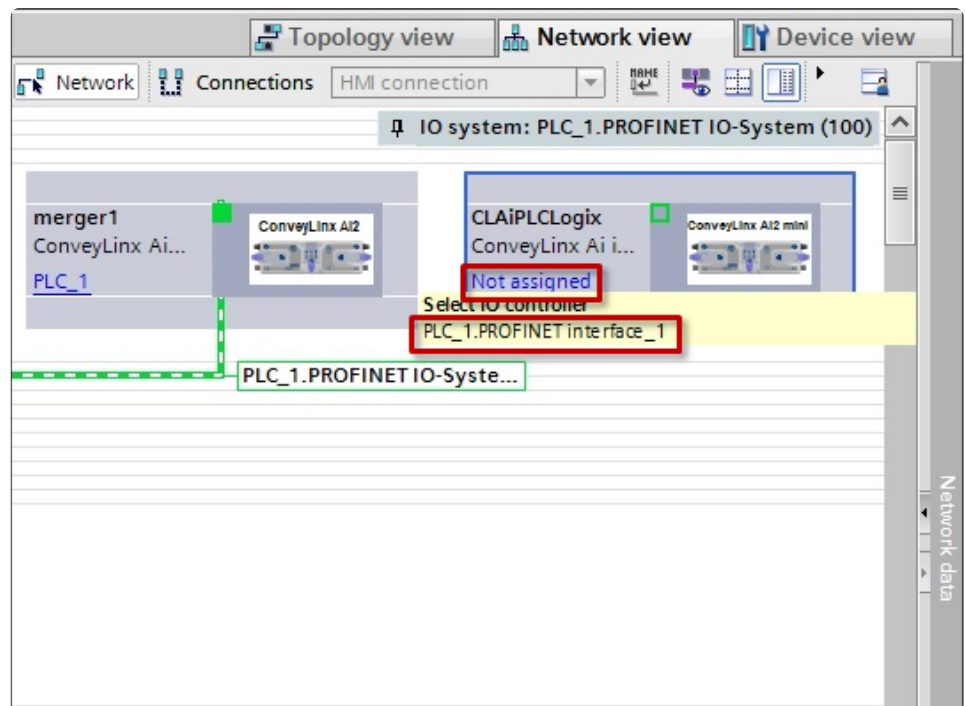 Topology view
Network view
Device view
Network
Connections
HMI connection
NAME
IO system: PLC_1.PROFINET IO-System (100)
merger1
ConveyLinx Ai...
PLC_1
ConveyLinx Ai2
CLAiPLCLogix
ConveyLinx Ai i...
Not assigned
ConveyLinx Ai2 mini
Select IO controller
PLC_1.PROFINET interface_1
PLC_1.PROFINET IO-Syste...
Network data